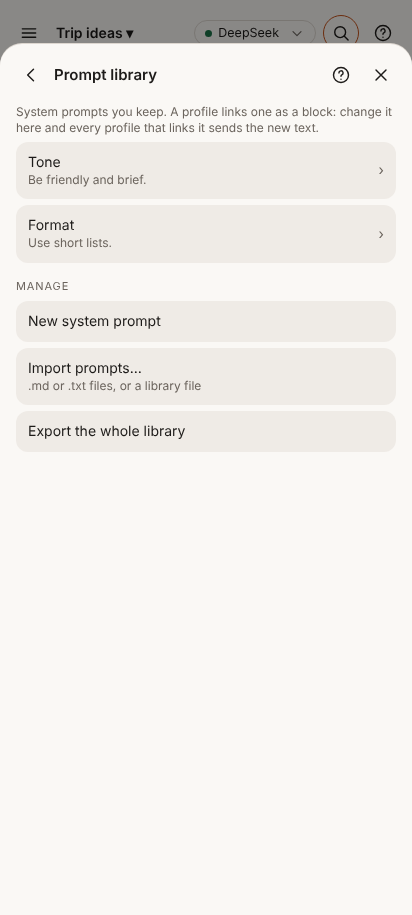 Trip ideas ▾
DeepSeek
Prompt library
System prompts you keep. A profile links one as a block: change it
here and every profile that links it sends the new text.
Tone
Be friendly and brief.
Format
Use short lists.
MANAGE
New system prompt
Import prompts...
.md or .txt files, or a library file
Export the whole library